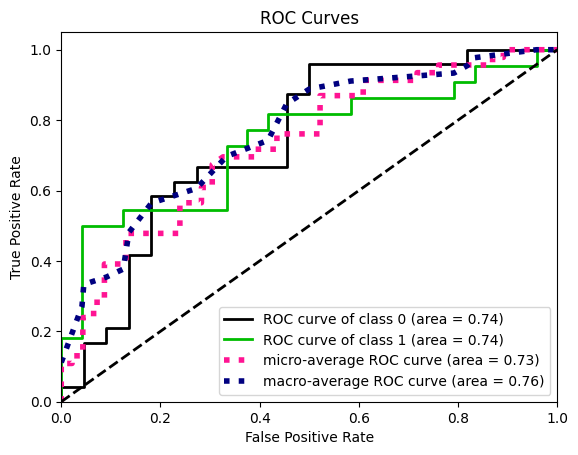 ROC Curves
True Positive Rate
1.0
0.8
0.6
0.4
0.2
0.0
ROC curve of class 0 (area = 0.74)
ROC curve of class 1 (area = 0.74)
micro-average ROC curve (area = 0.73)
macro-average ROC curve (area = 0.76)
0.0 0.2 0.4 0.6 0.8 1.0
False Positive Rate